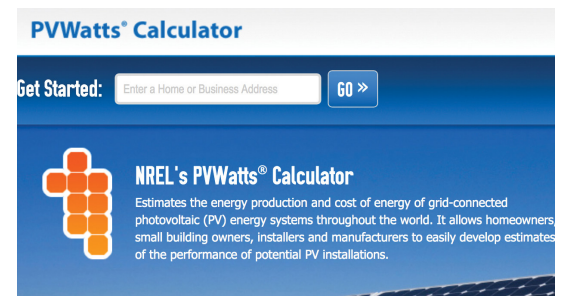 PVWatts® Calculator
Get Started: Enter a Home or Business Address GO »
NREL's PVWatts® Calculator
Estimates the energy production and cost of energy of grid-connected
photovoltaic (PV) energy systems throughout the world. It allows homeowners,
small building owners, installers and manufacturers to easily develop estimates
of the performance of potential PV installations.